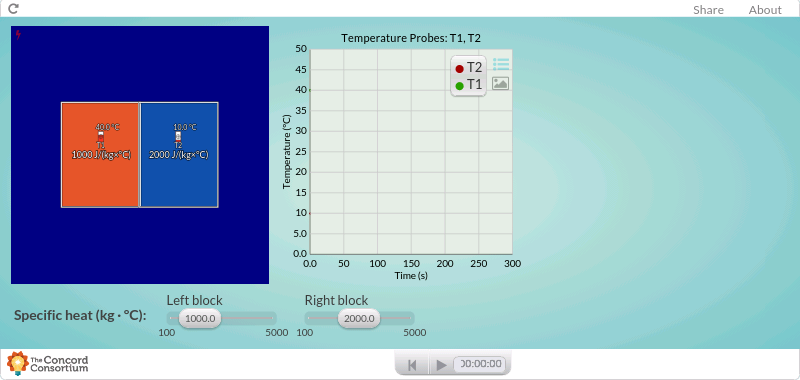 Share About
Temperature Probes: T1, T2
50
45
40
35
30
25
20
15
10
5.0
0.0
Temperature (°C)
T2
T1
0.0 50 100 150 200 250 300
Time (s)
40.0 °C 10.0 °C
T1 T2
1000 J/(kg×°C) 2000 J/(kg×°C)
Left block Right block
Specific heat (kg · °C): 1000.0 2000.0
100 5000 100 5000
The Concord
Consortium
00:00:00